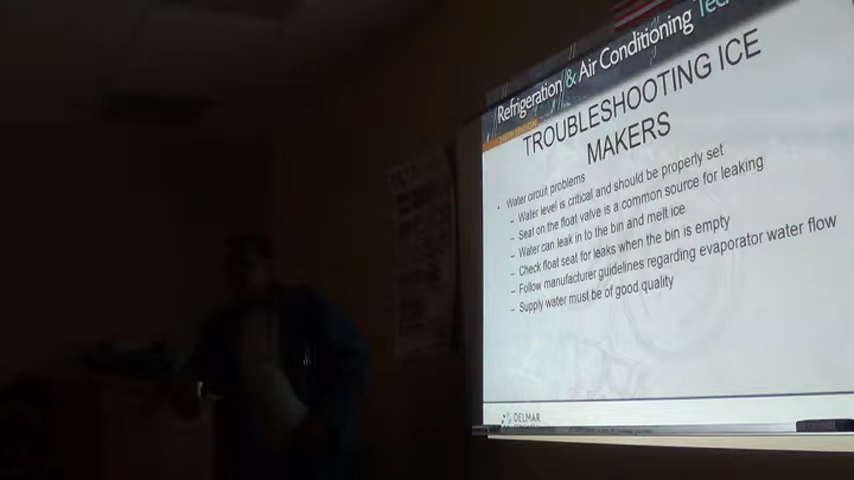 Refrigeration & Air Conditioning
TROUBLESHOOTING ICE
MAKERS
• Water circuit problems
– Water level is critical and should be properly set
– Seat on the float valve is a common source for leaking
– Water can leak in to the bin and melt ice
– Check float seat for leaks when the bin is empty
– Follow manufacturer guidelines regarding evaporator water flow
– Supply water must be of good quality
DELMAR